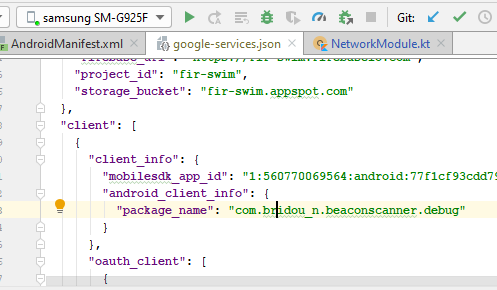 samsung SM-G925F
Git:
AndroidManifest.xml
google-services.json
NetworkModule.kt
"project_id": "fir-swim",
"storage_bucket": "fir-swim.appspot.com"
},
"client": [
{
"client_info": {
"mobilesdk_app_id": "1:560770069564:android:77f1cf93cdd79
"android_client_info": {
"package_name": "com.bridou_n.beaconscanner.debug"
}
},
"oauth_client": [
{